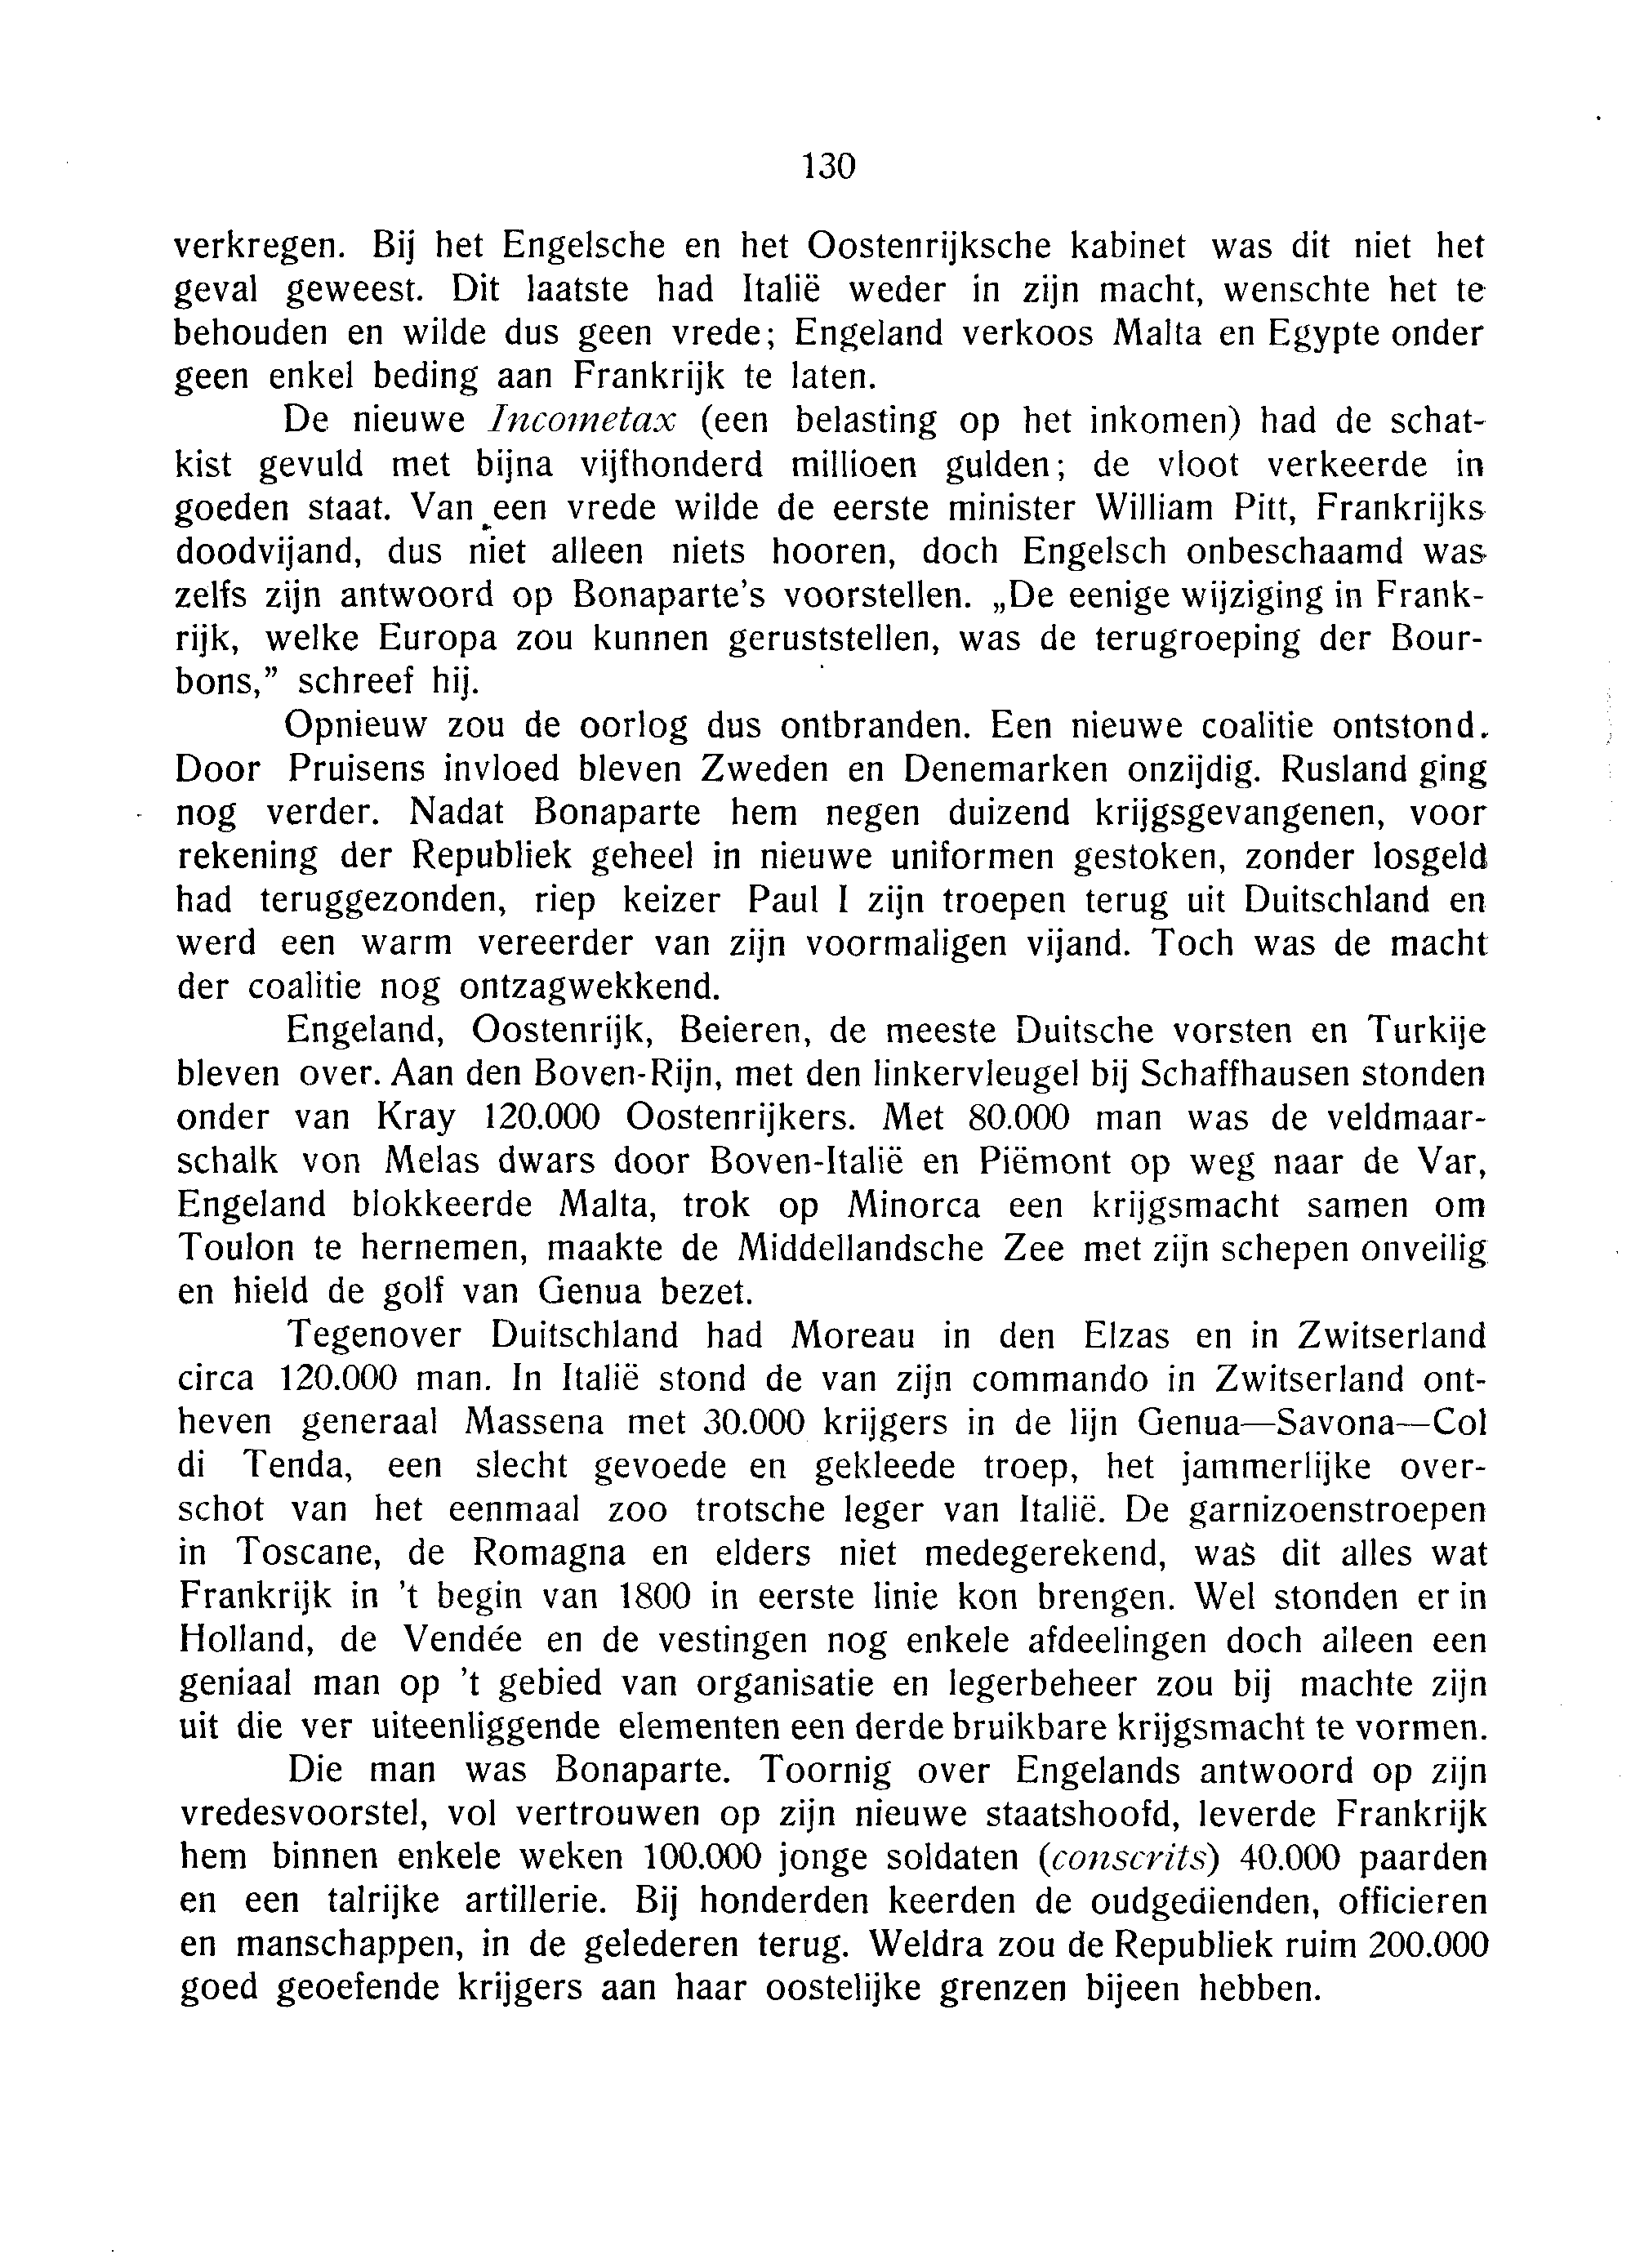 130
verkregen. Bij het Engelsche en het Oostenrijksche kabinet was dit niet het
geval geweest. Dit laatste had Italië weder in zijn macht, wenschte het te
behouden en wilde dus geen vrede; Engeland verkoos Malta en Egypte onder
geen enkel beding aan Frankrijk te laten.
De nieuwe Incometax (een belasting op het inkomen) had de schat-
kist gevuld met bijna vijfhonderd millioen gulden; de vloot verkeerde in
goeden staat. Van een vrede wilde de eerste minister William Pitt, Frankrijks
doodvijand, dus niet alleen niets hooren, doch Engelsch onbeschaamd was
zelfs zijn antwoord op Bonaparte's voorstellen. „De eenige wijziging in Frank-
rijk, welke Europa zou kunnen geruststellen, was de terugroeping der Bour-
bons,” schreef hij.
Opnieuw zou de oorlog dus ontbranden. Een nieuwe coalitie ontstond.
Door Pruisens invloed bleven Zweden en Denemarken onzijdig. Rusland ging
nog verder. Nadat Bonaparte hem negen duizend krijgsgevangenen, voor
rekening der Republiek geheel in nieuwe uniformen gestoken, zonder losgeld
had teruggezonden, riep keizer Paul I zijn troepen terug uit Duitschland en
werd een warm vereerder van zijn voormaligen vijand. Toch was de macht
der coalitie nog ontzagwekkend.
Engeland, Oostenrijk, Beieren, de meeste Duitsche vorsten en Turkije
bleven over. Aan den Boven-Rijn, met den linkervleugel bij Schaffhausen stonden
onder van Kray 120.000 Oostenrijkers. Met 80.000 man was de veldmaar-
schalk von Melas dwars door Boven-Italië en Piëmont op weg naar de Var,
Engeland blokkeerde Malta, trok op Minorca een krijgsmacht samen om
Toulon te hernemen, maakte de Middellandsche Zee met zijn schepen onveilig
en hield de golf van Genua bezet.
Tegenover Duitschland had Moreau in den Elzas en in Zwitserland
circa 120.000 man. In Italië stond de van zijn commando in Zwitserland ont-
heven generaal Massena met 30.000 krijgers in de lijn Genua—Savona—Col
di Tenda, een slecht gevoede en gekleede troep, het jammerlijke over-
schot van het eenmaal zoo trotsche leger van Italië. De garnizoenstroepen
in Toscane, de Romagna en elders niet medegerekend, was dit alles wat
Frankrijk in 't begin van 1800 in eerste linie kon brengen. Wel stonden er in
Holland, de Vendée en de vestingen nog enkele afdeelingen doch alleen een
geniaal man op 't gebied van organisatie en legerbeheer zou bij machte zijn
uit die ver uiteenliggende elementen een derde bruikbare krijgsmacht te vormen.
Die man was Bonaparte. Toornig over Engelands antwoord op zijn
vredesvoorstel, vol vertrouwen op zijn nieuwe staatshoofd, leverde Frankrijk
hem binnen enkele weken 100.000 jonge soldaten (conscrits) 40.000 paarden
en een talrijke artillerie. Bij honderden keerden de oudgedienden, officieren
en manschappen, in de gelederen terug. Weldra zou de Republiek ruim 200.000
goed geoefende krijgers aan haar oostelijke grenzen bijeen hebben.